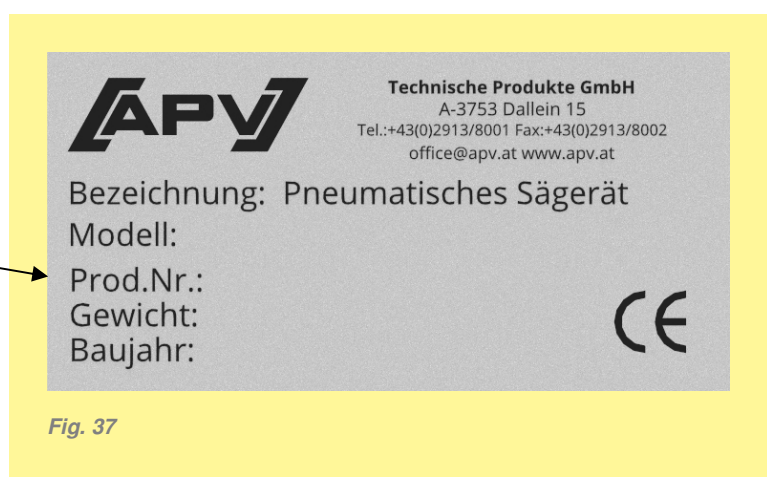 APV
Technische Produkte GmbH
A-3753 Dallein 15
Tel.:+43(0)2913/8001 Fax:+43(0)2913/8002
office@apv.at www.apv.at
Bezeichnung: Pneumatisches Sägerät
Modell:
Prod.Nr.:
Gewicht:
Baujahr:
CE
Fig. 37